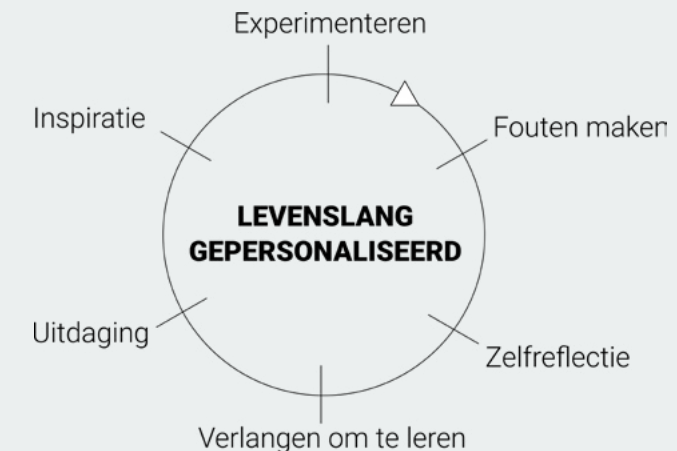 Experimenteren
Inspiratie
Fouten maken
LEVENSLANG
GEPERSONALISEERD
Uitdaging
Zelfreflectie
Verlangen om te leren